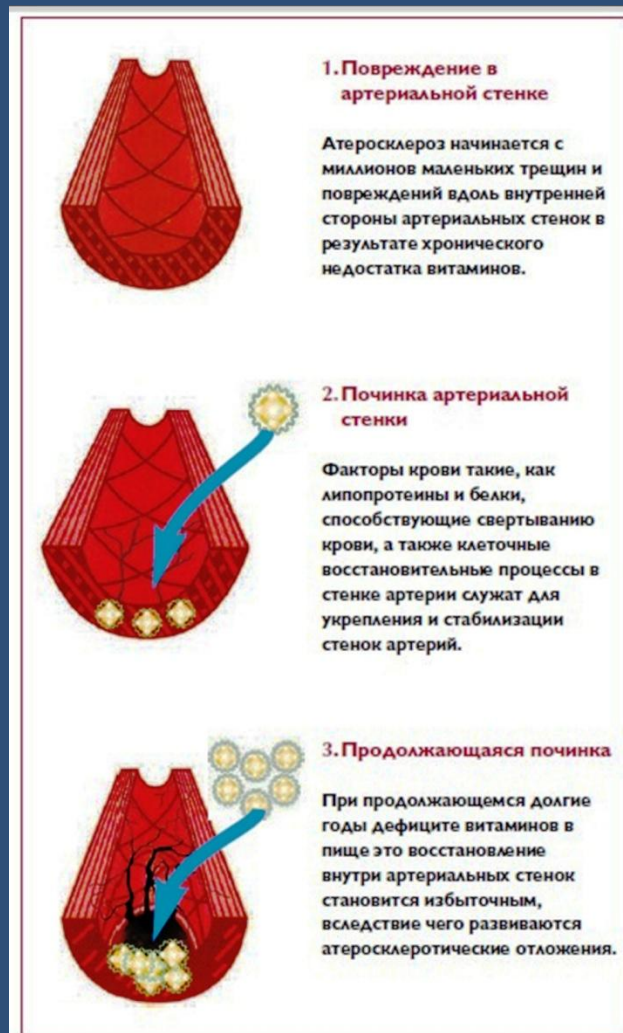 1. Повреждение в
артериальной стенке
Атеросклероз начинается с
миллионов маленьких трещин и
повреждений вдоль внутренней
стороны артериальных стенок в
результате хронического
недостатка витаминов.
2. Починка артериальной
стенки
Факторы крови такие, как
липопротеины и белки,
способствующие свертыванию
крови, а также клеточные
восстановительные процессы в
стенке артерии служат для
укрепления и стабилизации
стенок артерий.
3. Продолжающаяся починка
При продолжающемся долгие
годы дефиците витаминов в
пище это восстановление
внутри артериальных стенок
становится избыточным,
вследствие чего развиваются
атеросклеротические отложения.